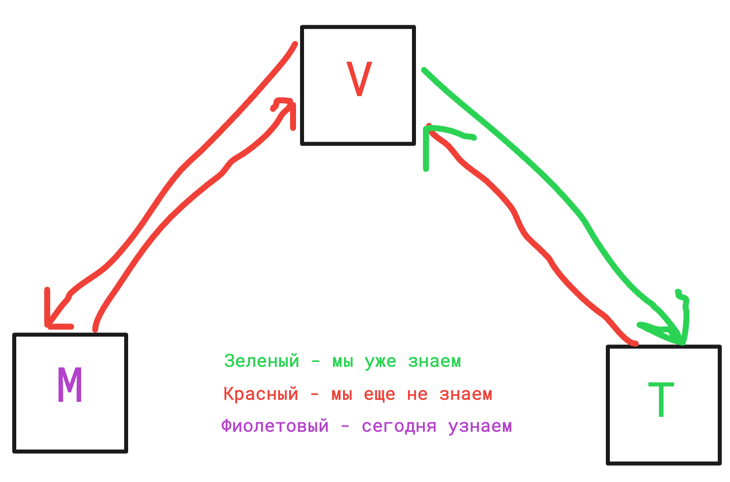 V
M
T
Зеленый - мы уже знаем
Красный - мы еще не знаем
Фиолетовый - сегодня узнаем